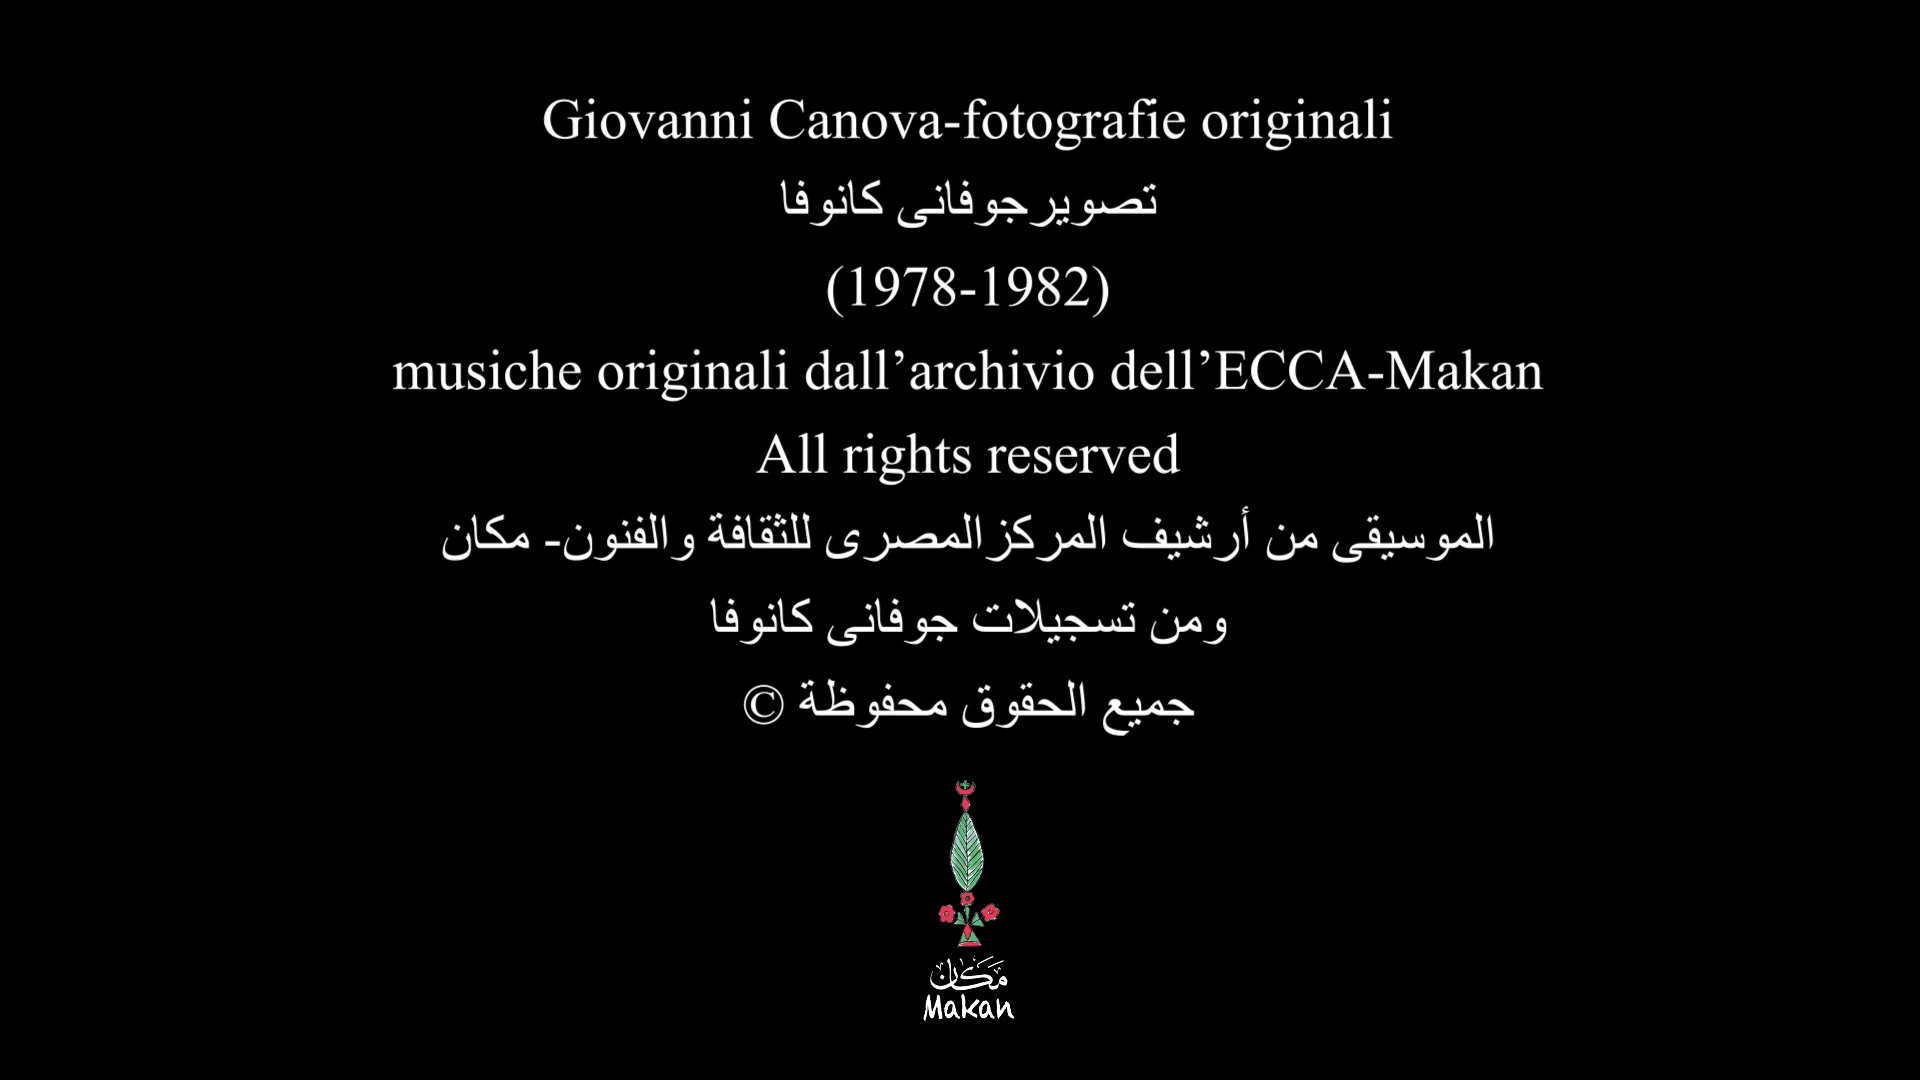 Giovanni Canova-fotografie originali
تصويرجوفانى كانوفا
(1978-1982)
musiche originali dall’archivio dell’ECCA-Makan
All rights reserved
الموسيقى من أرشيف المركزالمصرى للثقافة والفنون- مكان
ومن تسجيلات جوفانى كانوفا
جميع الحقوق محفوظة ©
مكان
Makan